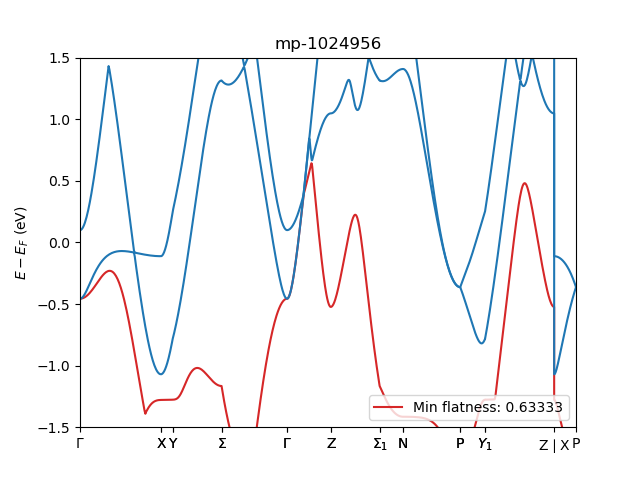 mp-1024956
1.5
1.0
0.5
0.0
−0.5
−1.0
−1.5
E − E_F (eV)
Min flatness: 0.63333
Γ X Y Σ Γ Z Σ₁ N P Y₁ Z | X P